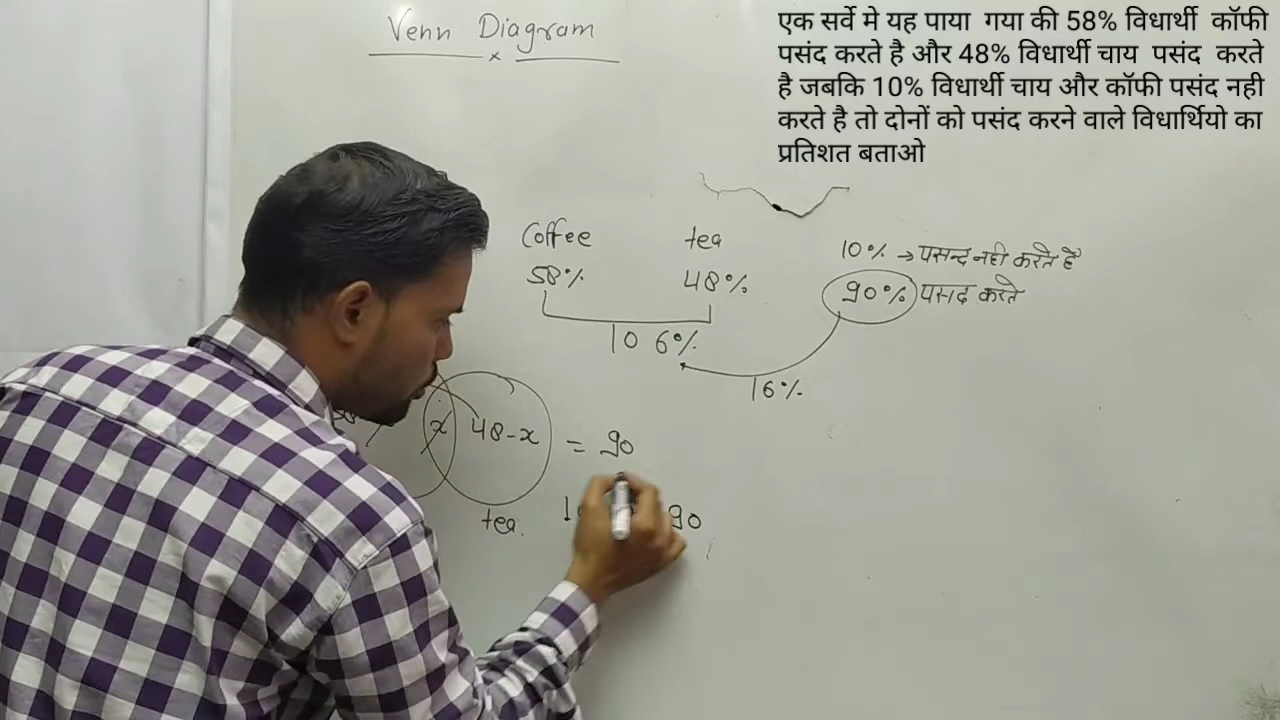 Venn Diagram
एक सर्वे मे यह पाया गया की 58% विधार्थी कॉफी
पसंद करते है और 48% विधार्थी चाय पसंद करते
है जबकि 10% विधार्थी चाय और कॉफी पसंद नही
करते है तो दोनों को पसंद करने वाले विधार्थियो का
प्रतिशत बताओ
Coffee tea
58% 48%
106%
10% → पसन्द नही करते है
90% पसंद करते
16%
x 48-x = 90
tea.
90